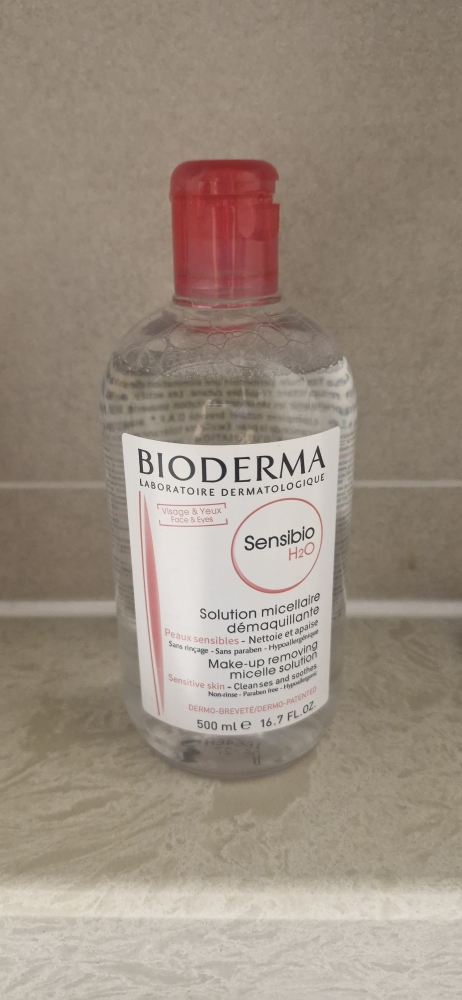 BIODERMA
LABORATOIRE DERMATOLOGIQUE
Visage & Yeux
Face & Eyes
Sensibio
H2O
Solution micellaire
démaquillante
Peaux sensibles - Nettoie et apaise
Sans rinçage - Sans paraben - Hypoallergénique
Make-up removing
micelle solution
Sensitive skin - Cleanses and soothes
Non-rinse - Paraben free - Hypoallergenic
DERMO-BREVETÉ/DERMO-PATENTED
500 ml e 16.7 FL.OZ.